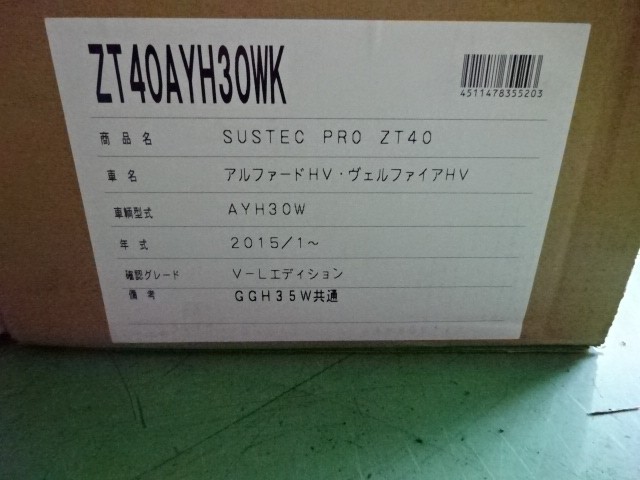 ZT40AYH30WK
4511478355203
商品名 SUSTEC PRO ZT40
車名 アルファードHV・ヴェルファイアHV
車輌型式 AYH30W
年式 2015/1~
確認グレード V-Lエディション
備考 GGH35W共通